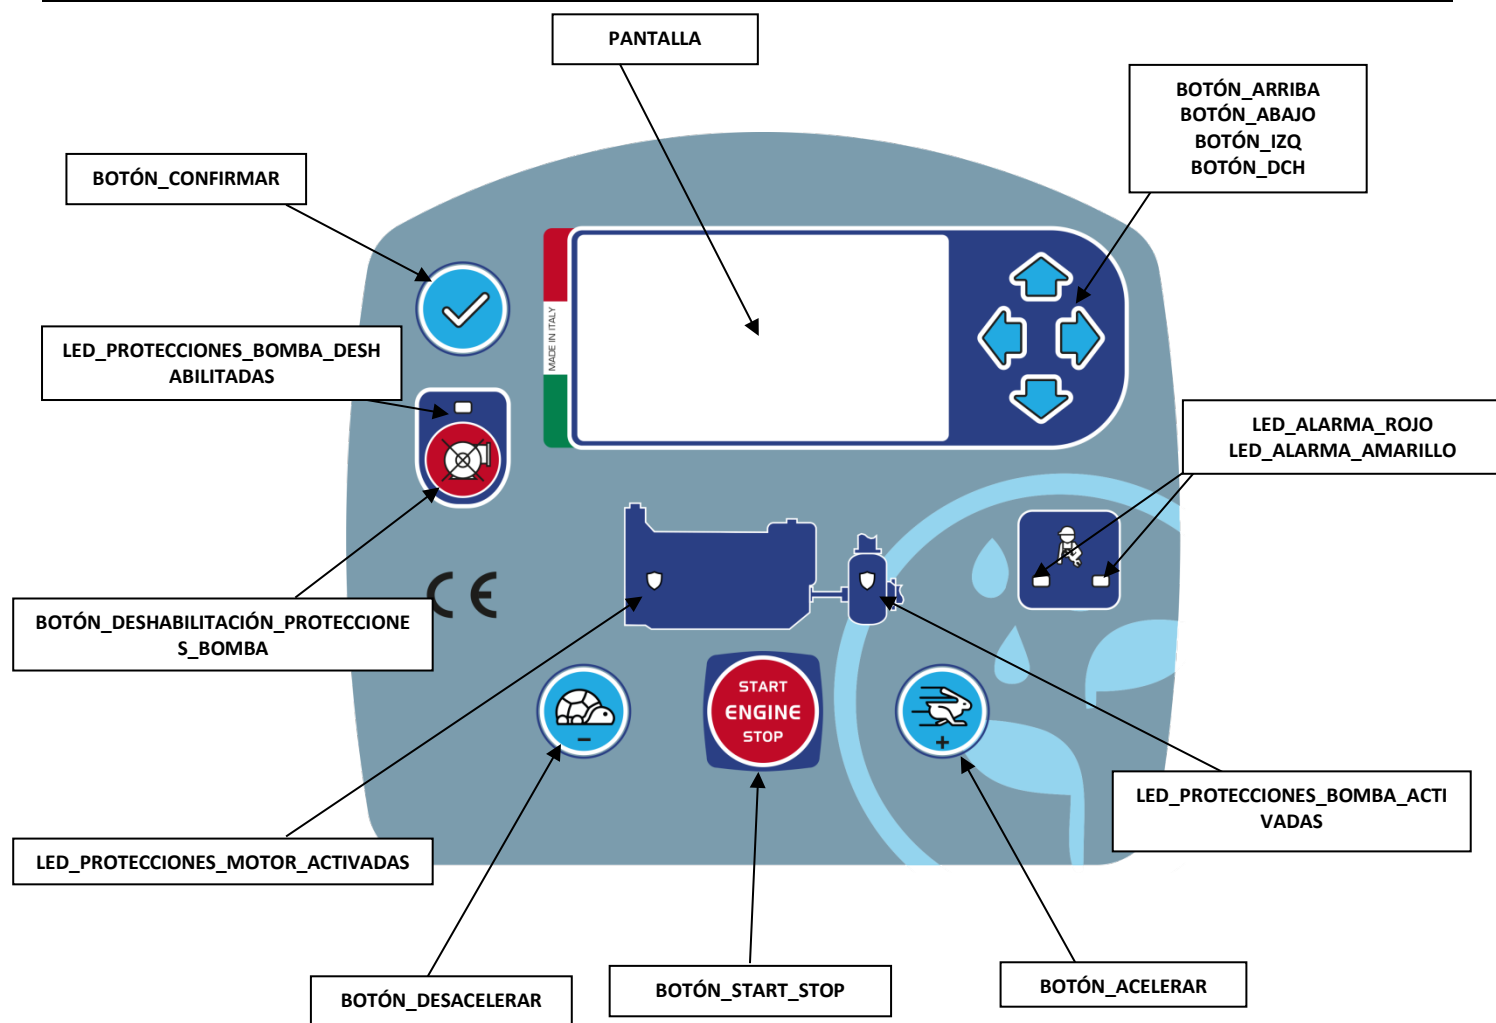 PANTALLA
BOTÓN_ARRIBA
BOTÓN_ABAJO
BOTÓN_IZQ
BOTÓN_DCH
BOTÓN_CONFIRMAR
MADE IN ITALY
LED_PROTECCIONES_BOMBA_DESH
ABILITADAS
LED_ALARMA_ROJO
LED_ALARMA_AMARILLO
CE
BOTÓN_DESHABILITACIÓN_PROTECCIONE
S_BOMBA
START
ENGINE
STOP
-
+
LED_PROTECCIONES_BOMBA_ACTI
VADAS
LED_PROTECCIONES_MOTOR_ACTIVADAS
BOTÓN_DESACELERAR
BOTÓN_START_STOP
BOTÓN_ACELERAR